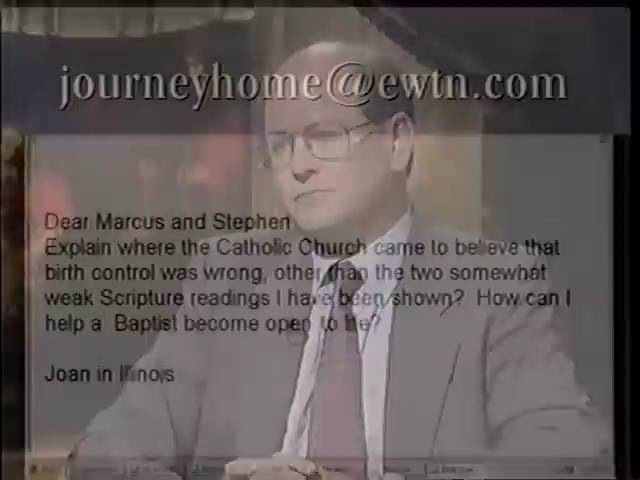 journeyhome@ewtn.com
Dear Marcus and Stephen
Explain where the Catholic Church came to believe that
birth control was wrong, other than the two somewhat
weak Scripture readings I have been shown? How can I
help a Baptist become open to life?
Joan in Illinois